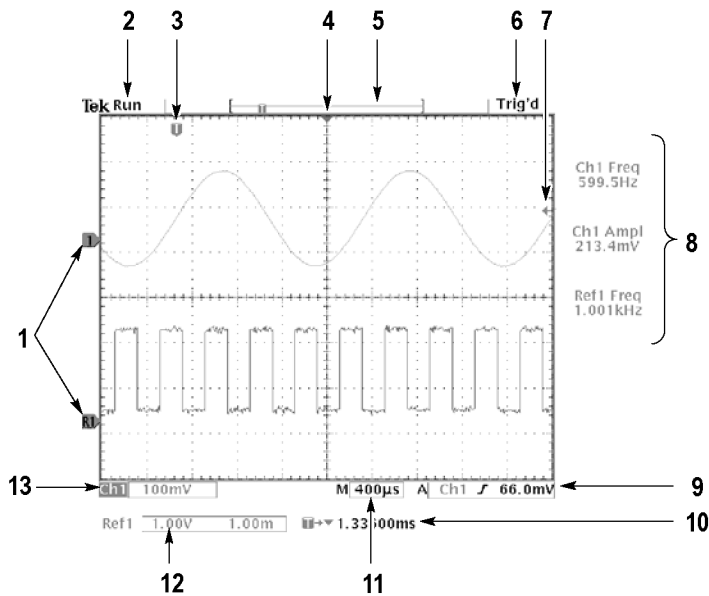 2 3 4 5 6 7
Tek Run Trig'd
T
T
Ch1 Freq
599.5Hz
1
Ch1 Ampl
213.4mV
8
Ref1 Freq
1.001kHz
1
R1
13 Ch1 100mV M 400µs A Ch1 66.0mV 9
Ref1 1.00V 1.00m T 10
12 11